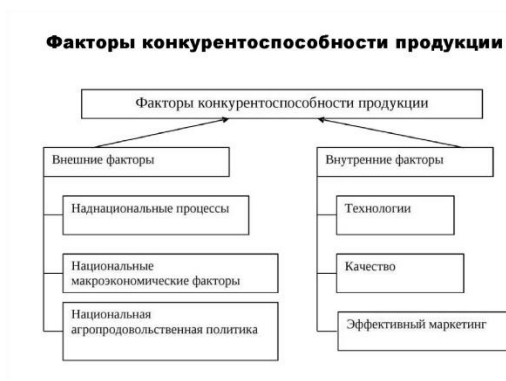 Факторы конкурентоспособности продукции
Факторы конкурентоспособности продукции
Внешние факторы
Внутренние факторы
Наднациональные процессы
Технологии
Национальные
макроэкономические факторы
Качество
Национальная
агропродовольственная политика
Эффективный маркетинг